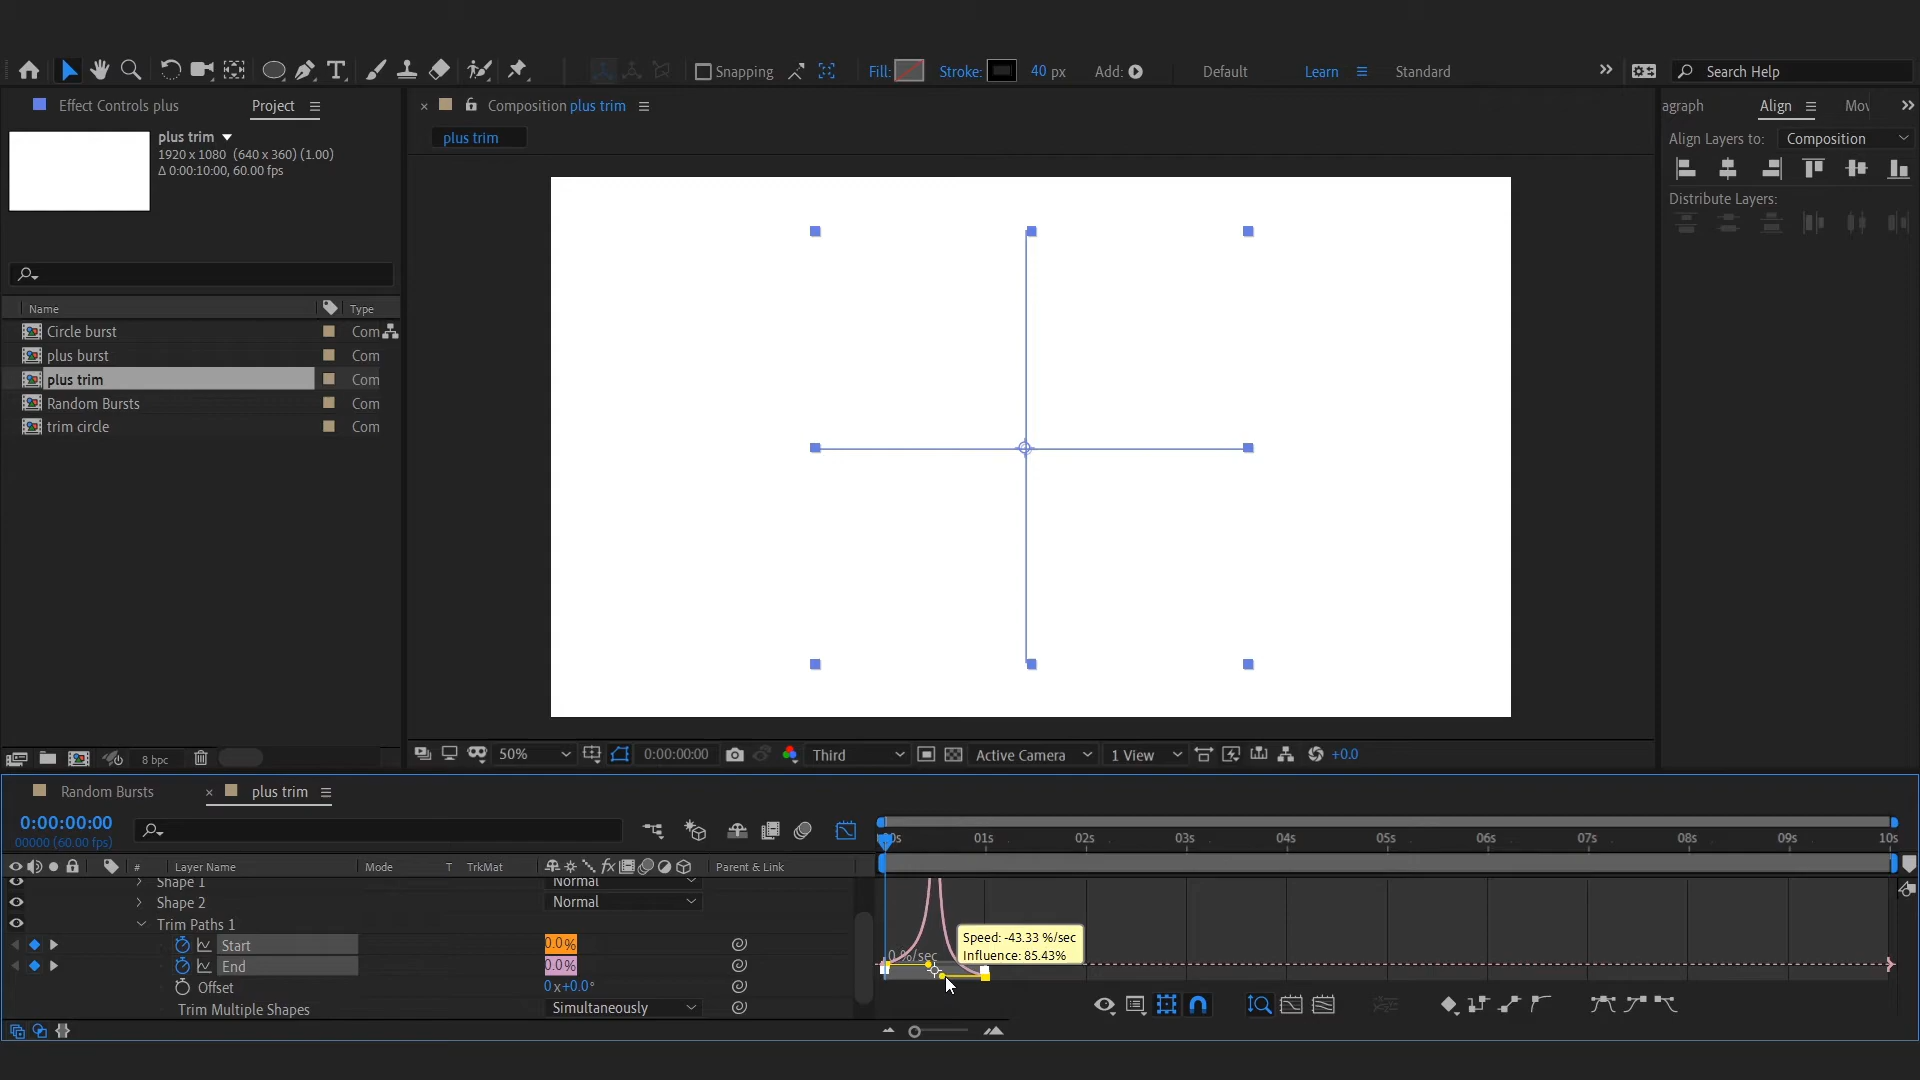 Snapping
Fill:
Stroke:
40 px
Add:
Default
Learn
Standard
Search Help
Effect Controls plus
Project
Composition plus trim
agraph
Align
Mov
plus trim
1920 x 1080 (640 x 360) (1.00)
Δ 0:00:10:00, 60.00 fps
plus trim
Align Layers to:
Composition
Distribute Layers:
Name
Type
Circle burst
Com
plus burst
Com
plus trim
Com
Random Bursts
Com
trim circle
Com
8 bpc
50%
0:00:00:00
Third
Active Camera
1 View
+0.0
Random Bursts
plus trim
0:00:00:00
00000 (60.00 fps)
00s
01s
02s
03s
04s
05s
06s
07s
08s
09s
10s
#
Layer Name
Mode
T
TrkMat
Parent & Link
Shape 1
Normal
Shape 2
Normal
Trim Paths 1
Start
0.0%
End
0.0%
Offset
0x+0.0°
Trim Multiple Shapes
Simultaneously
0 %/sec
Speed: -43.33 %/sec
Influence: 85.43%